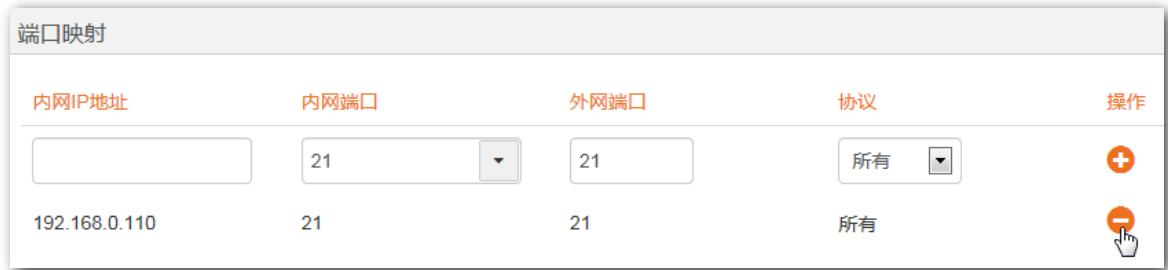 端口映射
内网IP地址 内网端口 外网端口 协议 操作
21 21 所有
192.168.0.110 21 21 所有